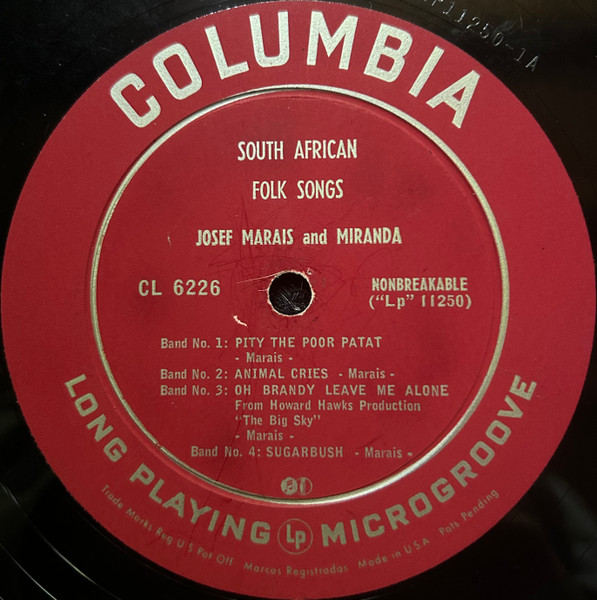 P11250-1A
COLUMBIA
SOUTH AFRICAN
FOLK SONGS
JOSEF MARAIS and MIRANDA
CL 6226
NONBREAKABLE
("Lp" 11250)
Band No. 1: PITY THE POOR PATAT
- Marais -
Band No. 2: ANIMAL CRIES - Marais -
Band No. 3: OH BRANDY LEAVE ME ALONE
From Howard Hawks Production
"The Big Sky"
- Marais -
Band No. 4: SUGARBUSH - Marais -
LONG PLAYING Lp MICROGROOVE
Trade Marks Reg U S Pat Off Marcas Registradas Made in U.S.A Pats Pending